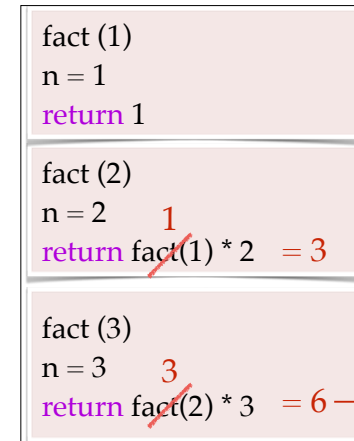 fact (1)
n = 1
return 1
fact (2)
n = 2
1
return fact(1) * 2 = 3
fact (3)
n = 3
3
return fact(2) * 3 = 6